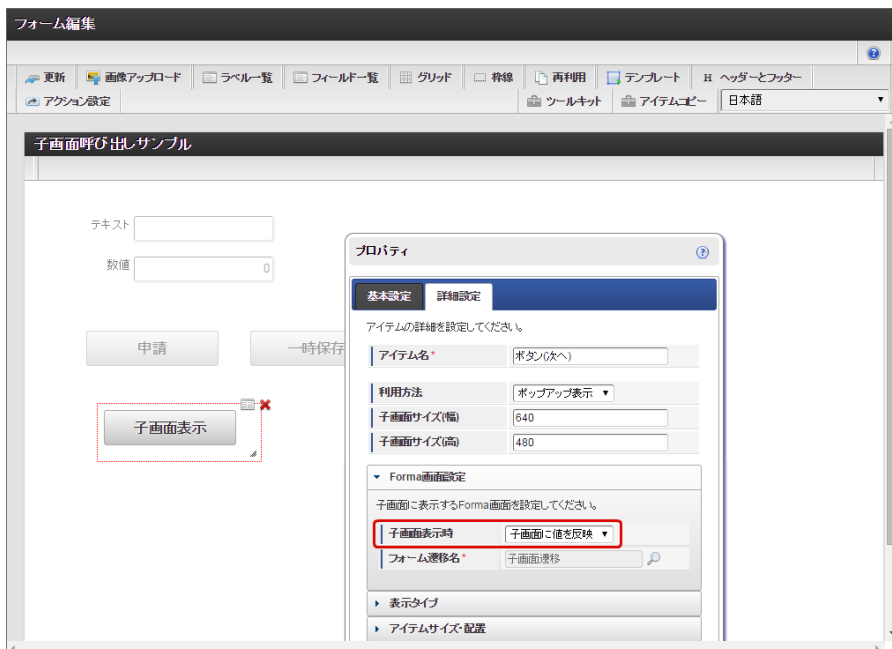 フォーム編集
更新 画像アップロード ラベル一覧 フィールド一覧 グリッド 枠線 再利用 テンプレート H ヘッダーとフッター
アクション設定 ツールキット アイテムコピー 日本語
子画面呼び出しサンプル
テキスト
数値 0
申請 一時保存
子画面表示
プロパティ
基本設定 詳細設定
アイテムの詳細を設定してください。
アイテム名* ボタン(次へ)
利用方法 ポップアップ表示
子画面サイズ(幅) 640
子画面サイズ(高) 480
Forma画面設定
子画面に表示するForma画面を設定してください。
子画面表示時 子画面に値を反映
フォーム遷移名* 子画面遷移
表示タイプ
アイテムサイズ・配置